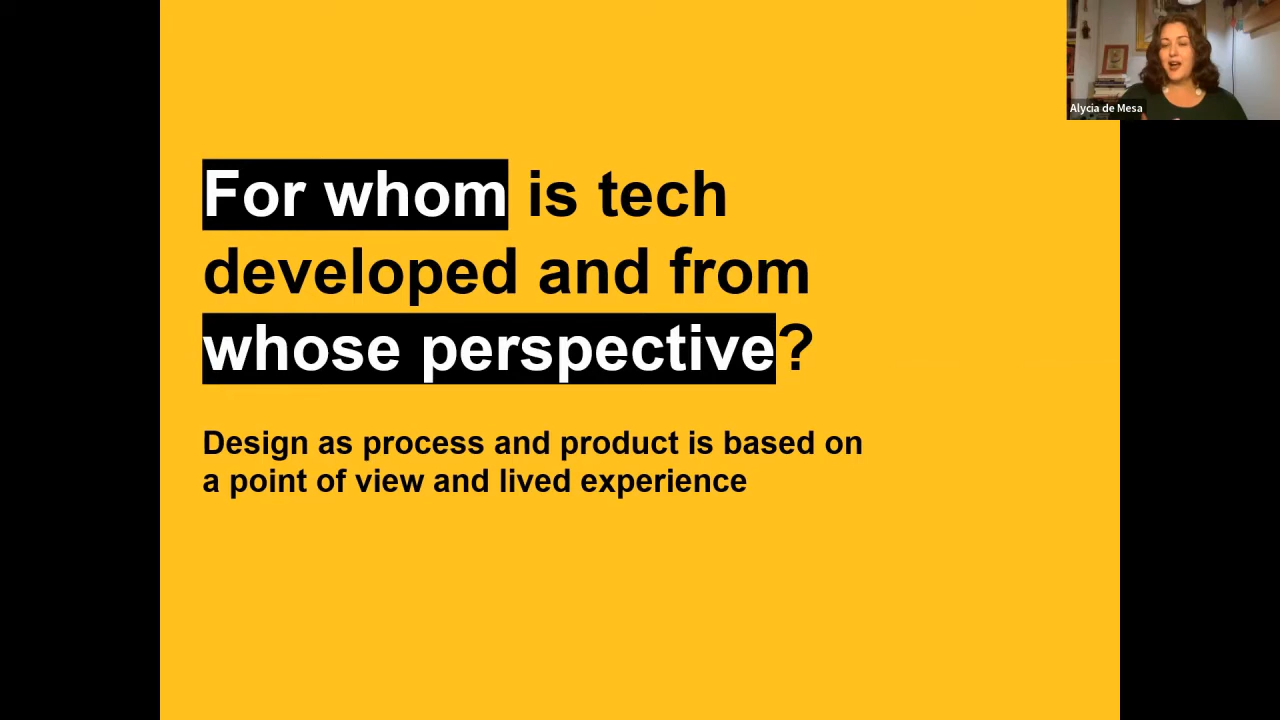 Alycia de Mesa
For whom is tech
developed and from
whose perspective?
Design as process and product is based on
a point of view and lived experience